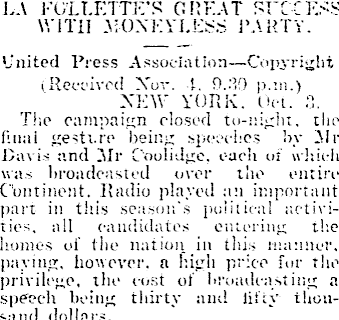 LA FOLLETTE'S GREAT SUCCESS
WITH MONEYLESS PARTY.
United Press Association—Copyright
(Received Nov. 4, 9.30 p.m.)
NEW YORK, Oct. 3.
The campaign closed to-night, the
final gesture being speeches by Mr
Davis and Mr Coolidge, each of which
was broadcasted over the entire
Continent. Radio played an important
part in this season's political activi-
ties, all candidates entering the
homes of the nation in this manner,
paying, however, a high price for the
privilege, the cost of broadcasting a
speech being thirty and fifty thou-
sand dollars.